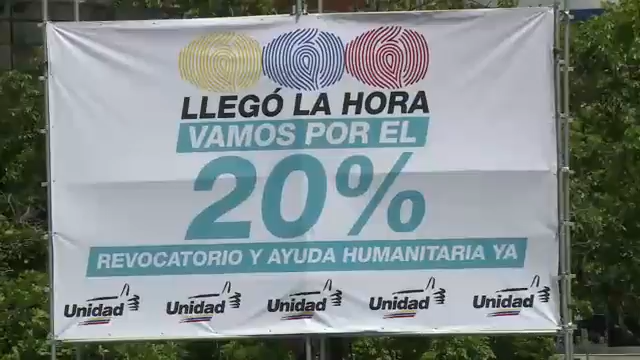 LLEGÓ LA HORA
VAMOS POR EL
20%
REVOCATORIO Y AYUDA HUMANITARIA YA
Unidad Unidad Unidad Unidad Unidad